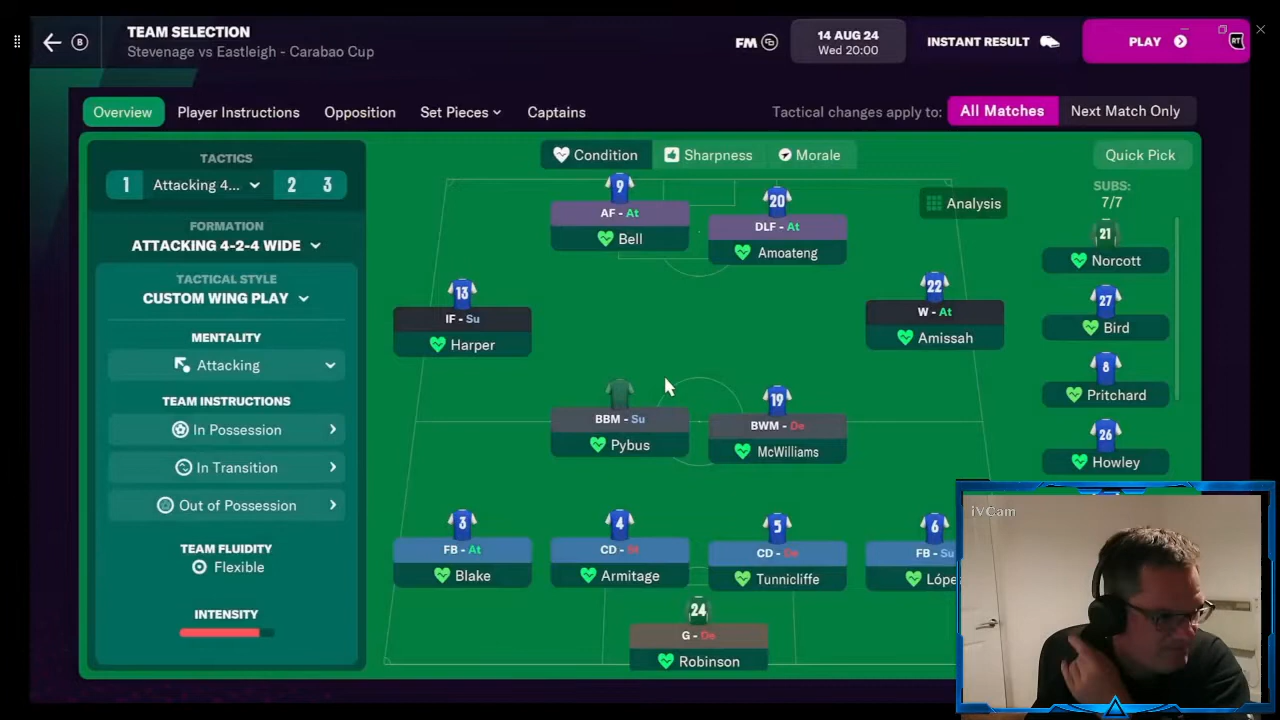 TEAM SELECTION
Stevenage vs Eastleigh - Carabao Cup
B
FM
14 AUG 24
Wed 20:00
INSTANT RESULT
PLAY
RT
Overview
Player Instructions
Opposition
Set Pieces
Captains
Tactical changes apply to:
All Matches
Next Match Only
TACTICS
1
Attacking 4...
2
3
FORMATION
ATTACKING 4-2-4 WIDE
TACTICAL STYLE
CUSTOM WING PLAY
MENTALITY
Attacking
TEAM INSTRUCTIONS
In Possession
In Transition
Out of Possession
TEAM FLUIDITY
Flexible
INTENSITY
Condition
Sharpness
Morale
Quick Pick
Analysis
9
AF - At
Bell
20
DLF - At
Amoateng
13
IF - Su
Harper
22
W - At
Amissah
BBM - Su
Pybus
19
BWM - De
McWilliams
3
FB - At
Blake
4
CD -
Armitage
5
CD - De
Tunnicliffe
6
FB - Su
Lópe
24
G - De
Robinson
SUBS:
7/7
21
Norcott
27
Bird
8
Pritchard
26
Howley
iVCam